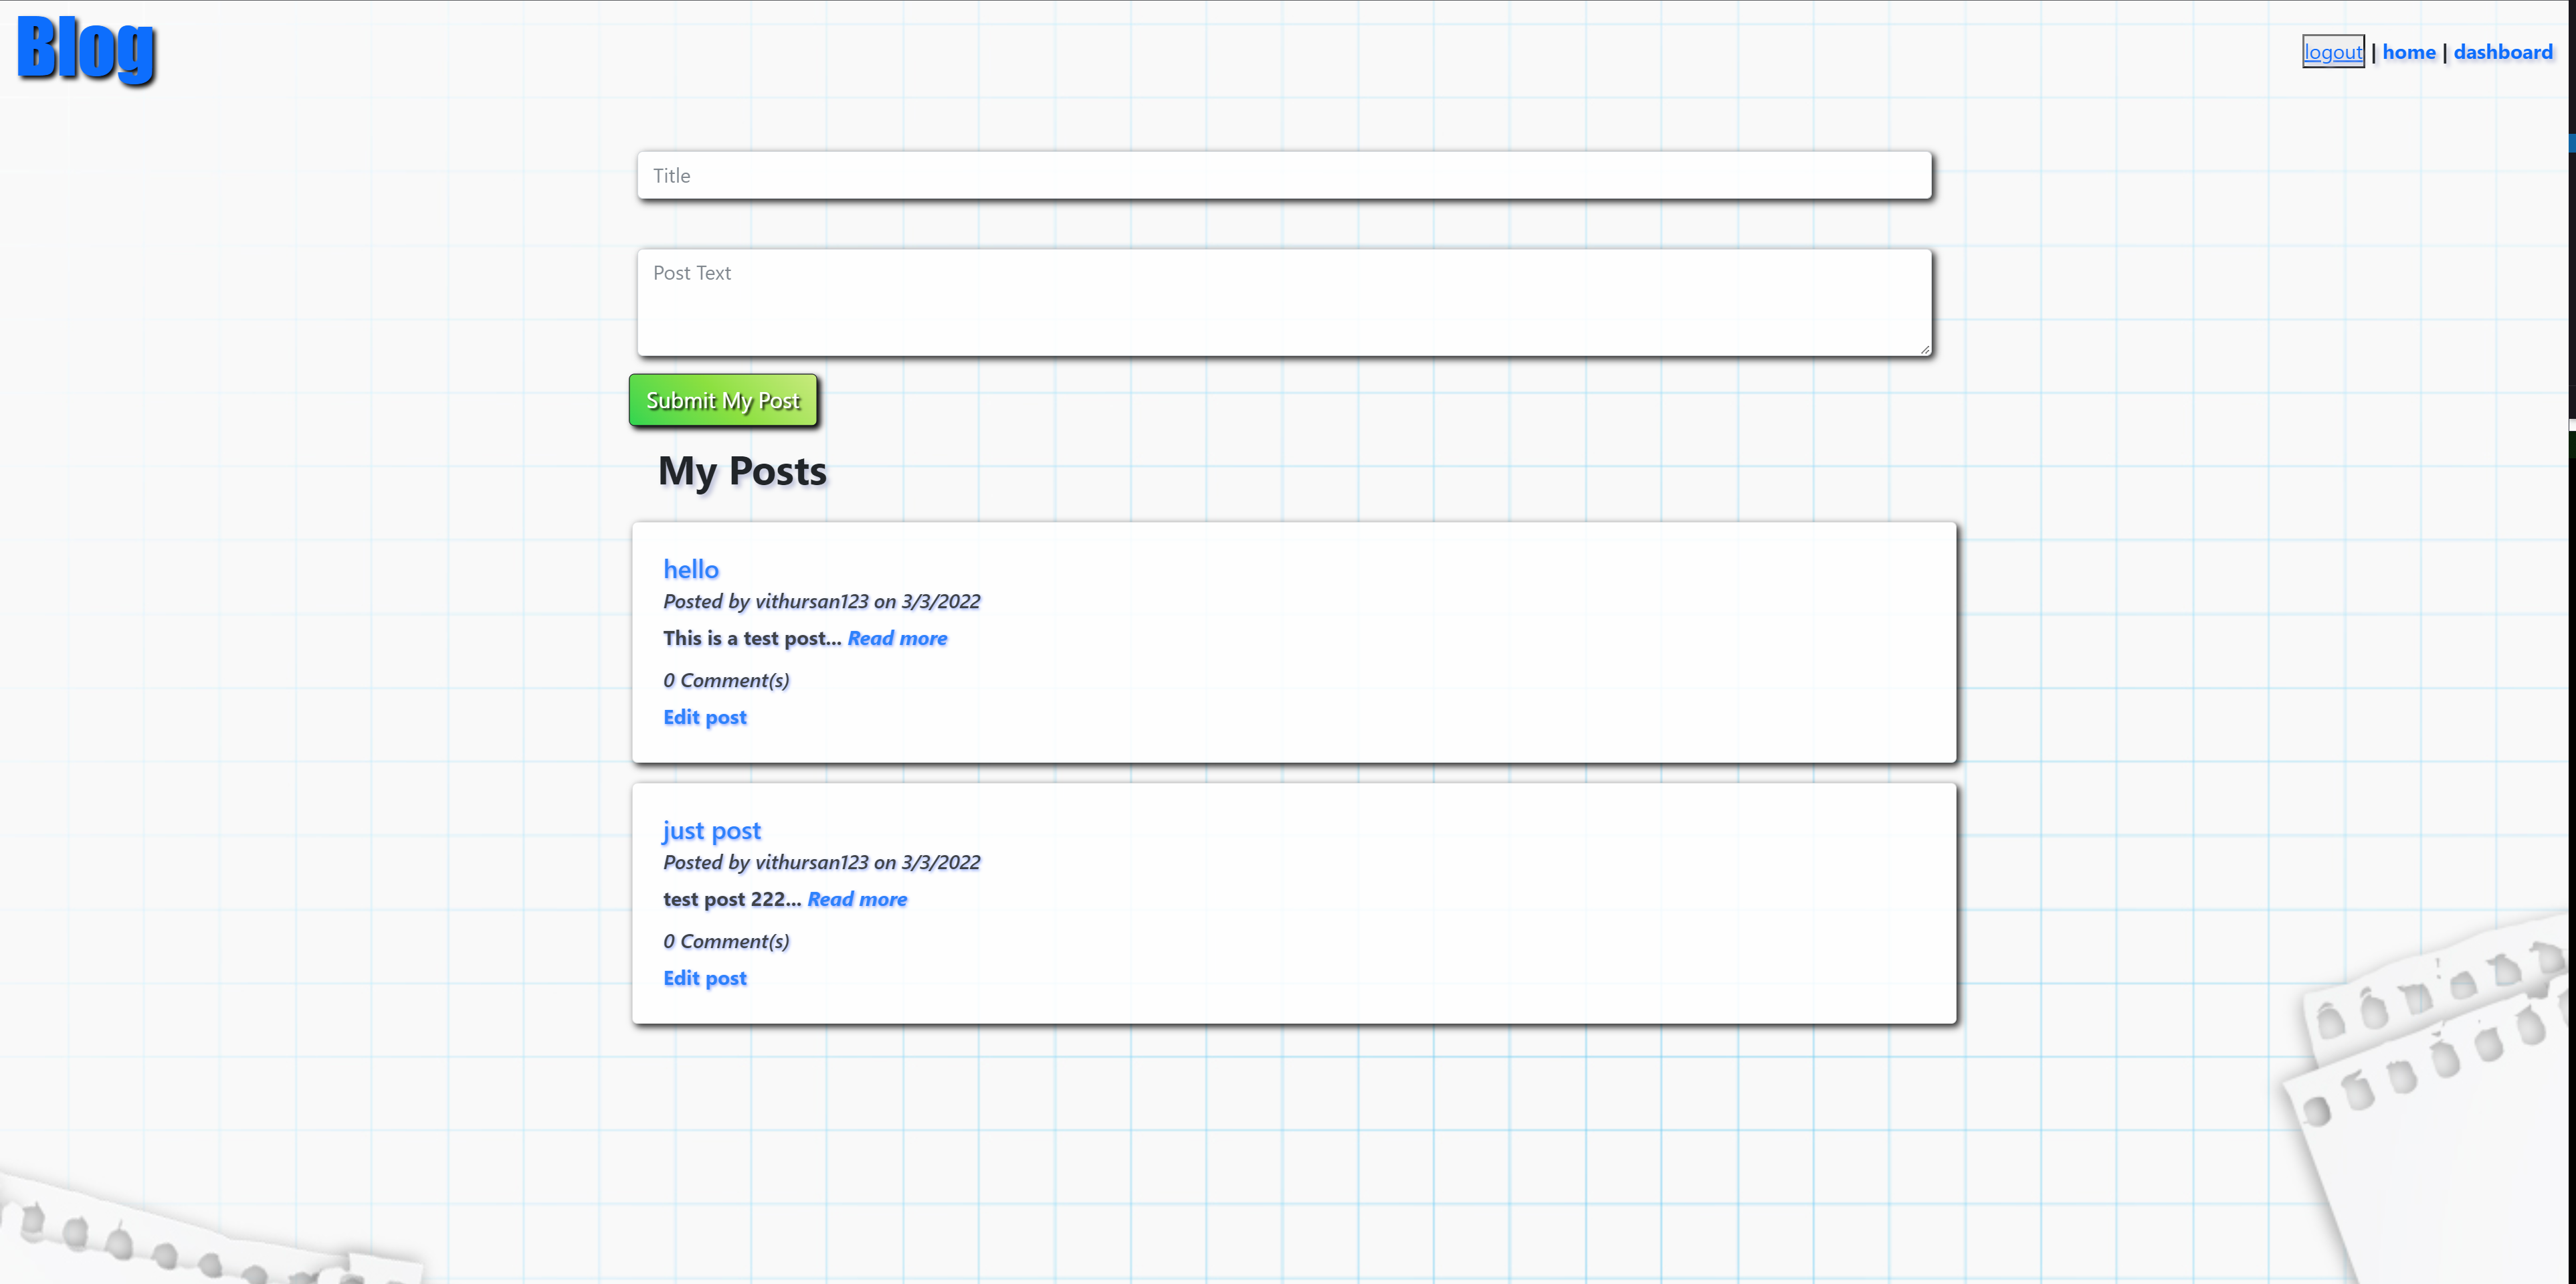 Blog
logout | home | dashboard
Title
Post Text
Submit My Post
My Posts
hello
Posted by vithursan123 on 3/3/2022
This is a test post... Read more
0 Comment(s)
Edit post
just post
Posted by vithursan123 on 3/3/2022
test post 222... Read more
0 Comment(s)
Edit post